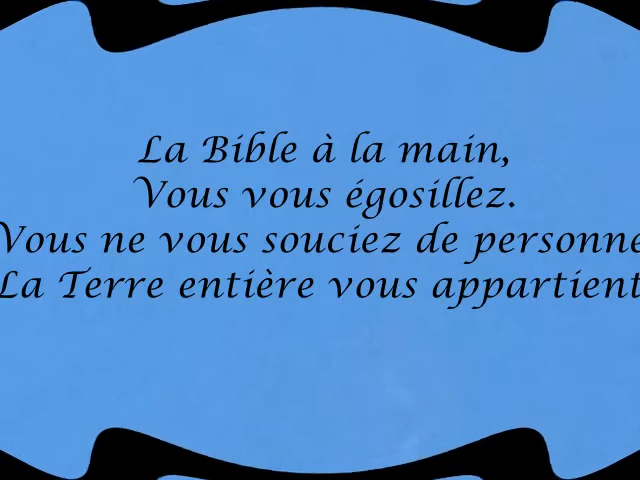 La Bible à la main,
Vous vous égosillez.
Vous ne vous souciez de personne
La Terre entière vous appartient